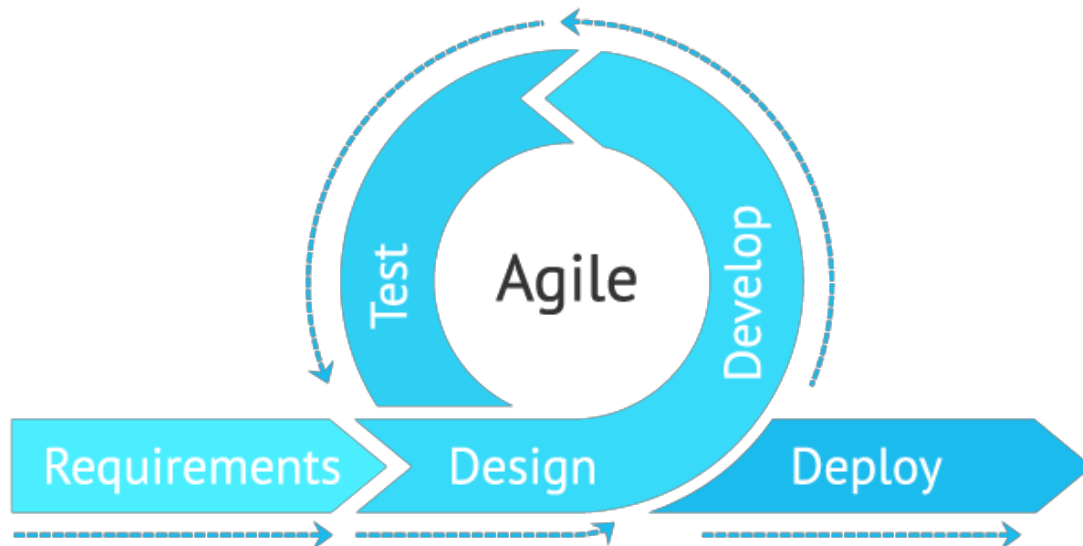 Agile
Test
Develop
Requirements
Design
Deploy